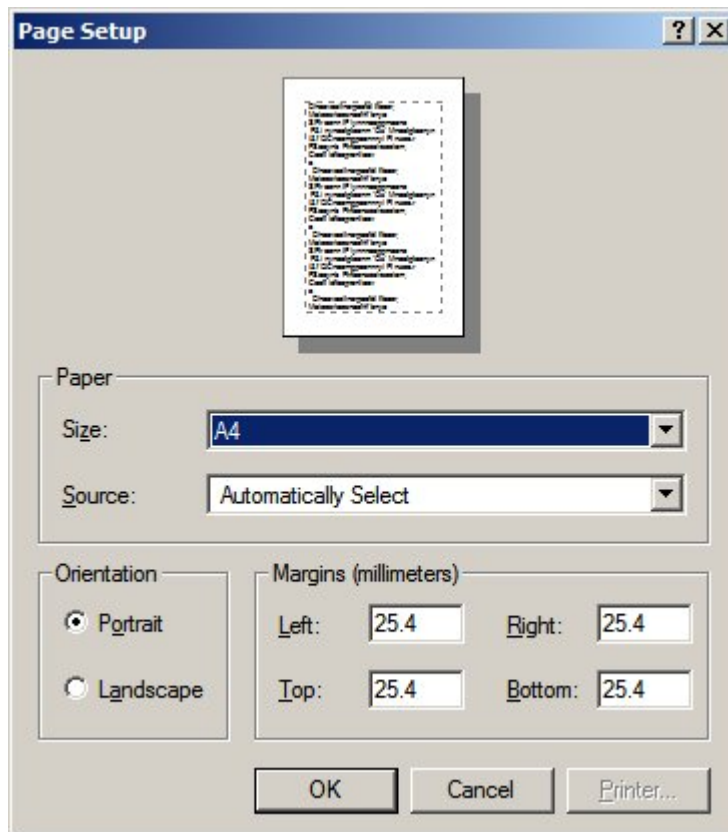 Page Setup
Paper
Size: A4
Source: Automatically Select
Orientation
Portrait
Landscape
Margins (millimeters)
Left: 25.4 Right: 25.4
Top: 25.4 Bottom: 25.4
OK Cancel Printer...